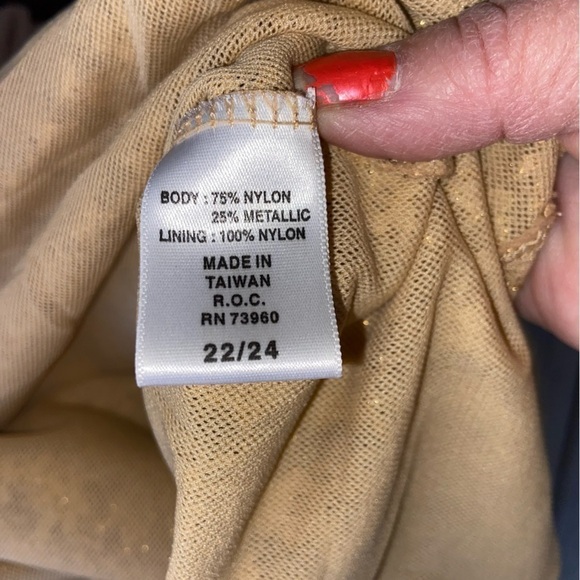 BODY : 75% NYLON
25% METALLIC
LINING : 100% NYLON
MADE IN
TAIWAN
R.O.C.
RN 73960
22/24